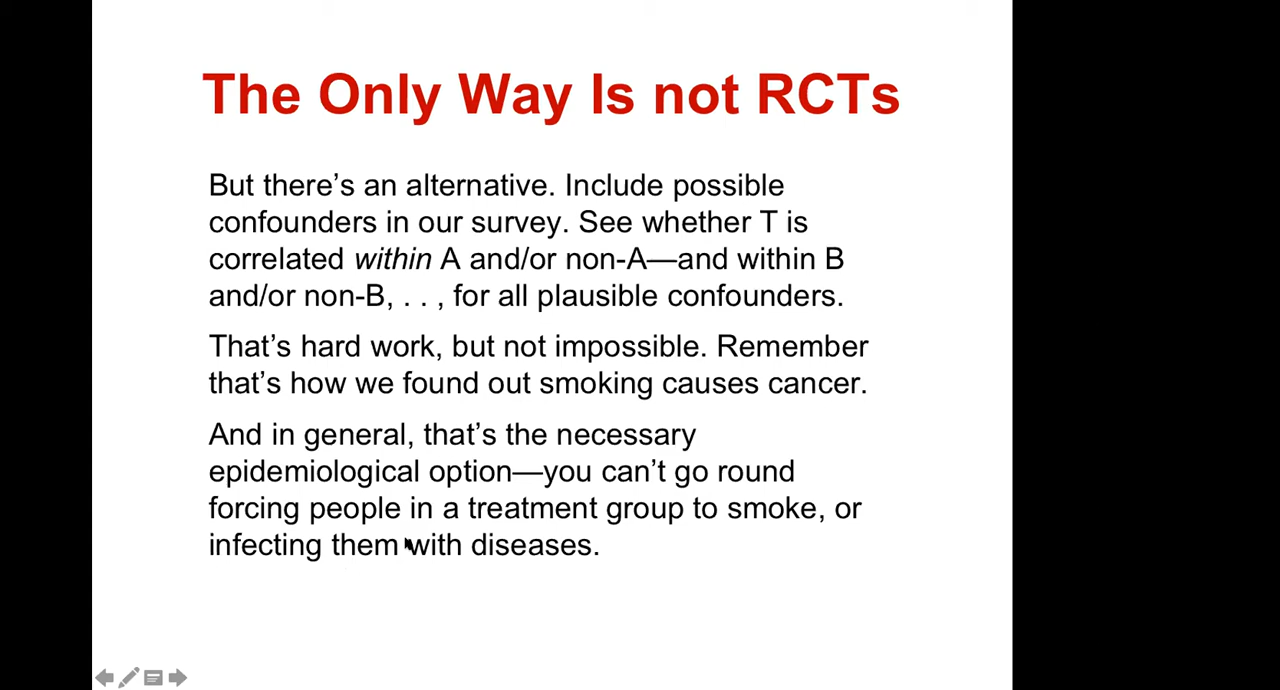 The Only Way Is not RCTs
But there’s an alternative. Include possible
confounders in our survey. See whether T is
correlated within A and/or non-A—and within B
and/or non-B, . . , for all plausible confounders.
That’s hard work, but not impossible. Remember
that’s how we found out smoking causes cancer.
And in general, that’s the necessary
epidemiological option—you can’t go round
forcing people in a treatment group to smoke, or
infecting them with diseases.